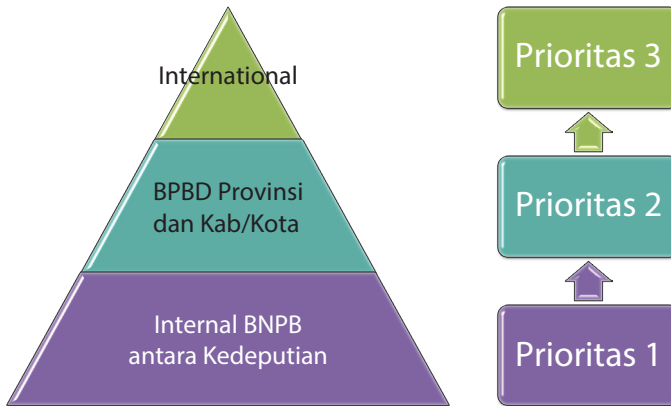 International
BPBD Provinsi
dan Kab/Kota
Internal BNPB
antara Kedeputian
Prioritas 3
Prioritas 2
Prioritas 1